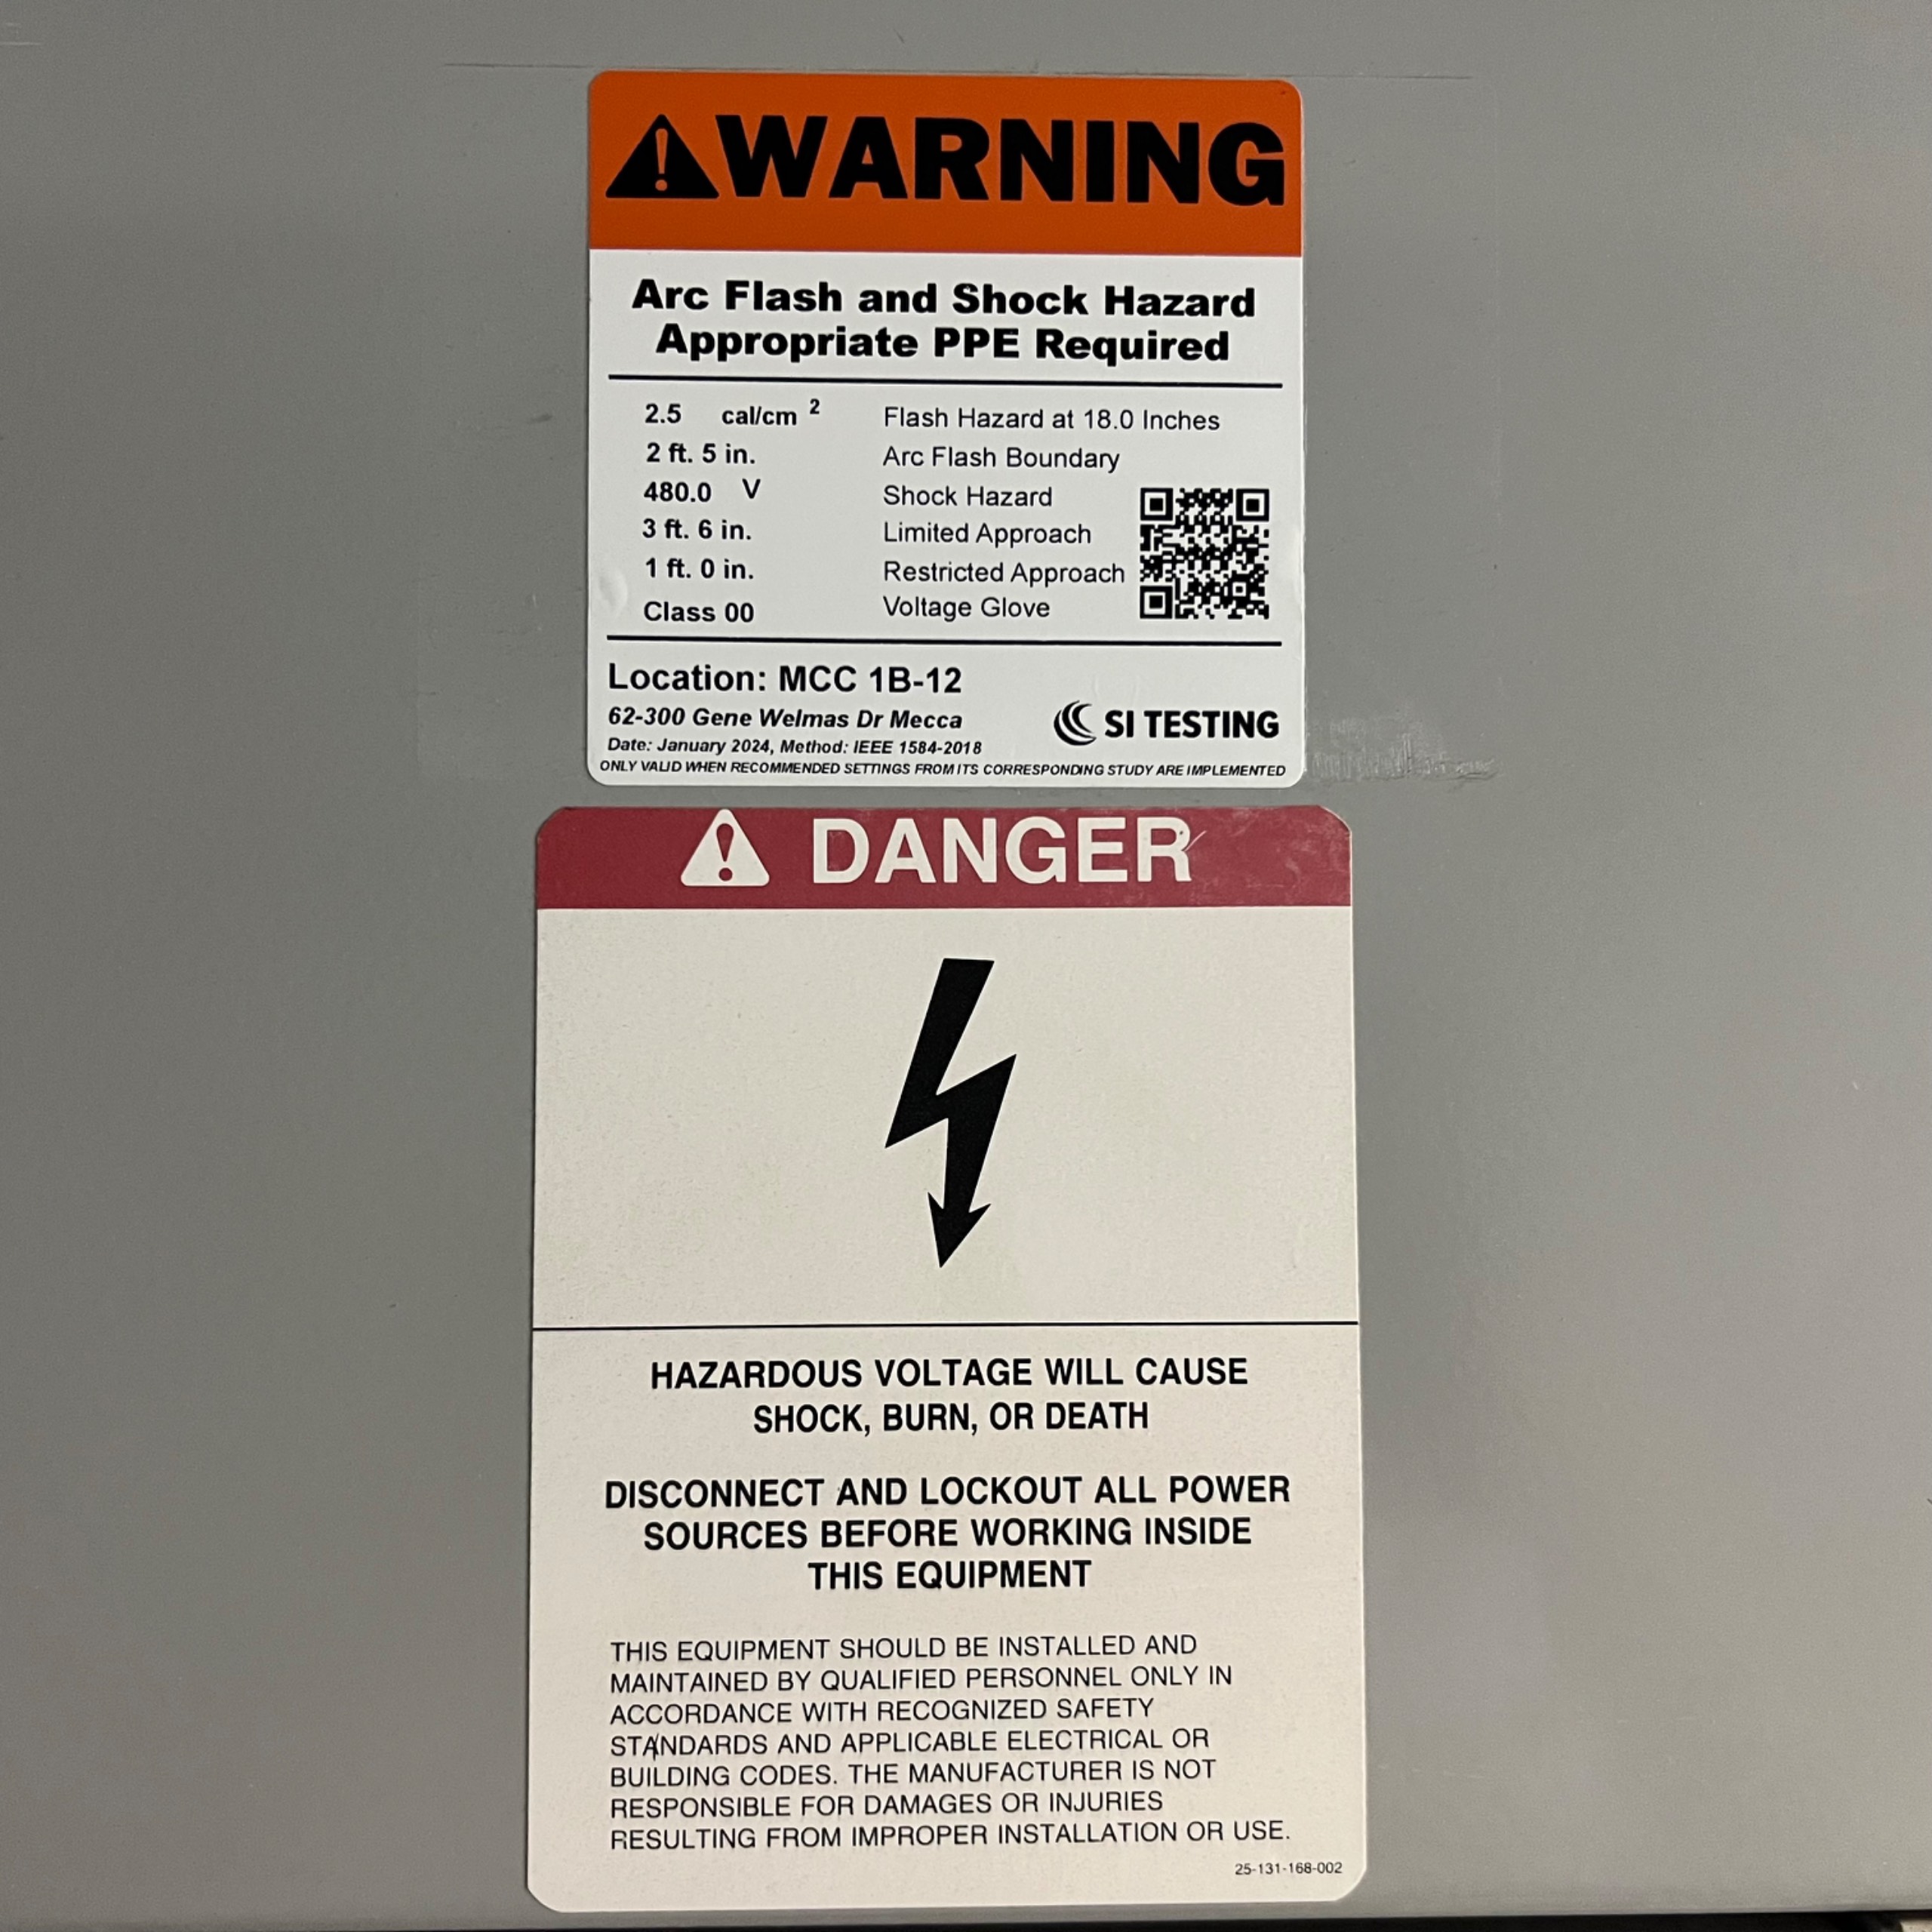 WARNING
Arc Flash and Shock Hazard
Appropriate PPE Required
2.5 cal/cm 2 Flash Hazard at 18.0 Inches
2 ft. 5 in. Arc Flash Boundary
480.0 V Shock Hazard
3 ft. 6 in. Limited Approach
1 ft. 0 in. Restricted Approach
Class 00 Voltage Glove
Location: MCC 1B-12
62-300 Gene Welmas Dr Mecca
SI TESTING
Date: January 2024, Method: IEEE 1584-2018
ONLY VALID WHEN RECOMMENDED SETTINGS FROM ITS CORRESPONDING STUDY ARE IMPLEMENTED
DANGER
HAZARDOUS VOLTAGE WILL CAUSE
SHOCK, BURN, OR DEATH
DISCONNECT AND LOCKOUT ALL POWER
SOURCES BEFORE WORKING INSIDE
THIS EQUIPMENT
THIS EQUIPMENT SHOULD BE INSTALLED AND
MAINTAINED BY QUALIFIED PERSONNEL ONLY IN
ACCORDANCE WITH RECOGNIZED SAFETY
STANDARDS AND APPLICABLE ELECTRICAL OR
BUILDING CODES. THE MANUFACTURER IS NOT
RESPONSIBLE FOR DAMAGES OR INJURIES
RESULTING FROM IMPROPER INSTALLATION OR USE.
25-131-168-002